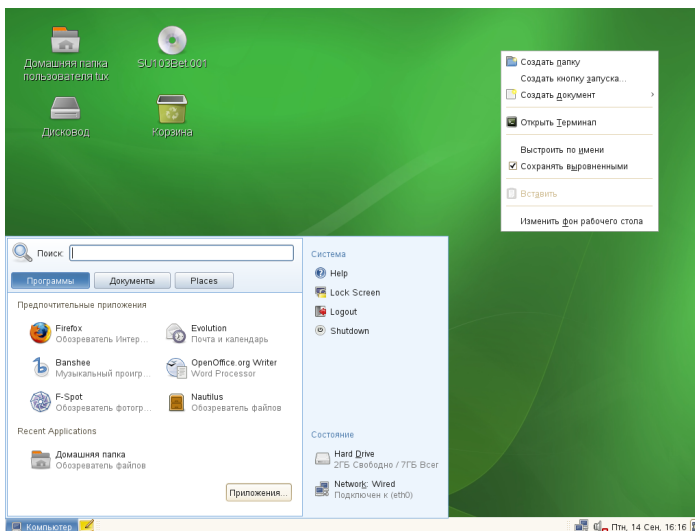 Домашняя папка
пользователя tux
SU103Bet.001
Дисковод
Корзина
Создать папку
Создать кнопку запуска...
Создать документ
Открыть Терминал
Выстроить по имени
Сохранять выровненными
Вставить
Изменить фон рабочего стола
Поиск:
Программы
Документы
Places
Предпочтительные приложения
Firefox
Обозреватель Интер...
Evolution
Почта и календарь
Banshee
Музыкальный проигр...
OpenOffice.org Writer
Word Processor
F-Spot
Обозреватель фотогр...
Nautilus
Обозреватель файлов
Recent Applications
Домашняя папка
Обозреватель файлов
Приложения...
Система
Help
Lock Screen
Logout
Shutdown
Состояние
Hard Drive
2ГБ Свободно / 7ГБ Всег
Network: Wired
Подключен к (eth0)
Компьютер
Птн, 14 Сен, 16:16